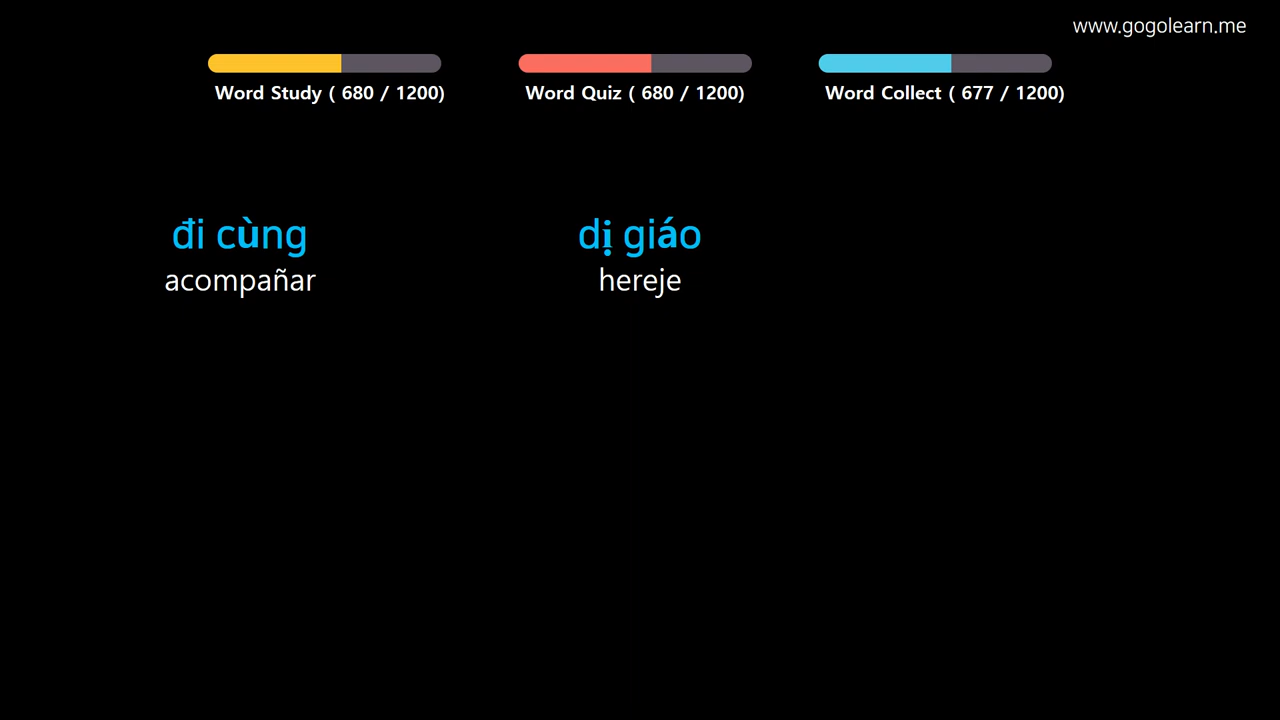 www.gogolearn.me
Word Study ( 680 / 1200)
Word Quiz ( 680 / 1200)
Word Collect ( 677 / 1200)
đi cùng
acompañar
dị giáo
hereje